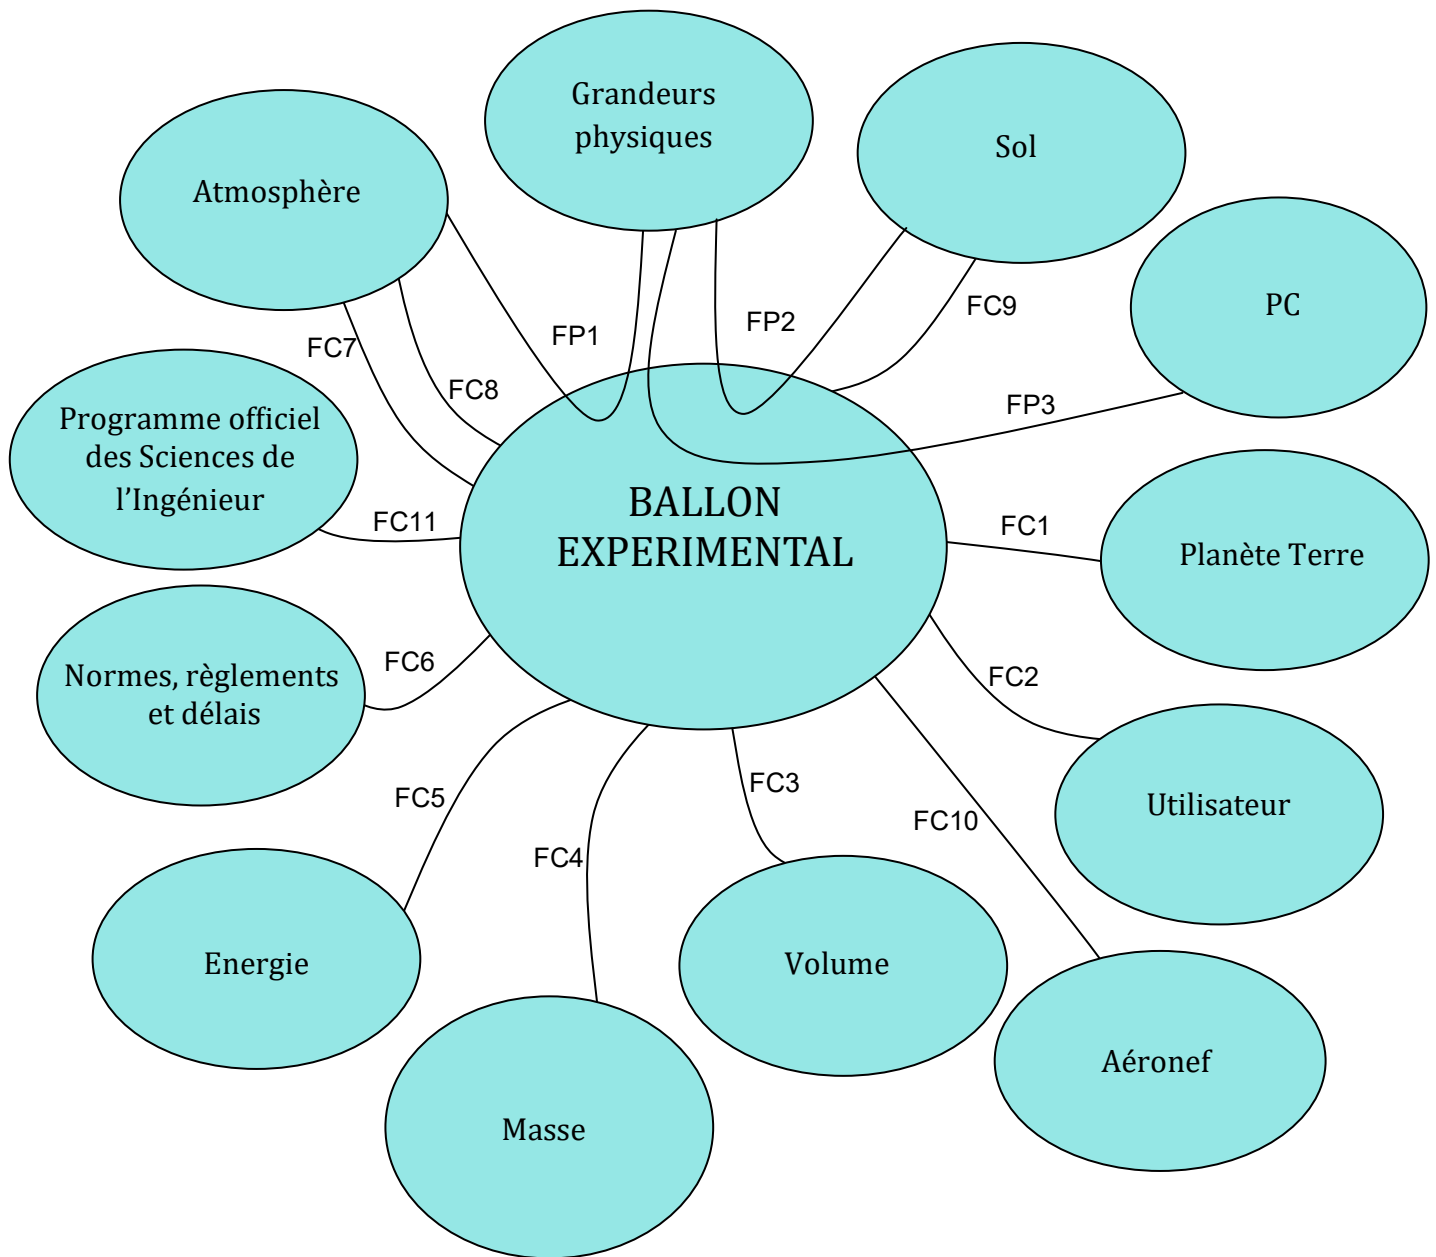 Grandeurs
physiques
Sol
Atmosphère
PC
FC9
FP2
FP1
FC7
FC8
FP3
Programme officiel
des Sciences de
l'Ingénieur
FC11
BALLON
EXPERIMENTAL
FC1
Planète Terre
FC6
Normes, règlements
et délais
FC2
FC3
FC5
FC10
Utilisateur
FC4
Energie
Volume
Aéronef
Masse